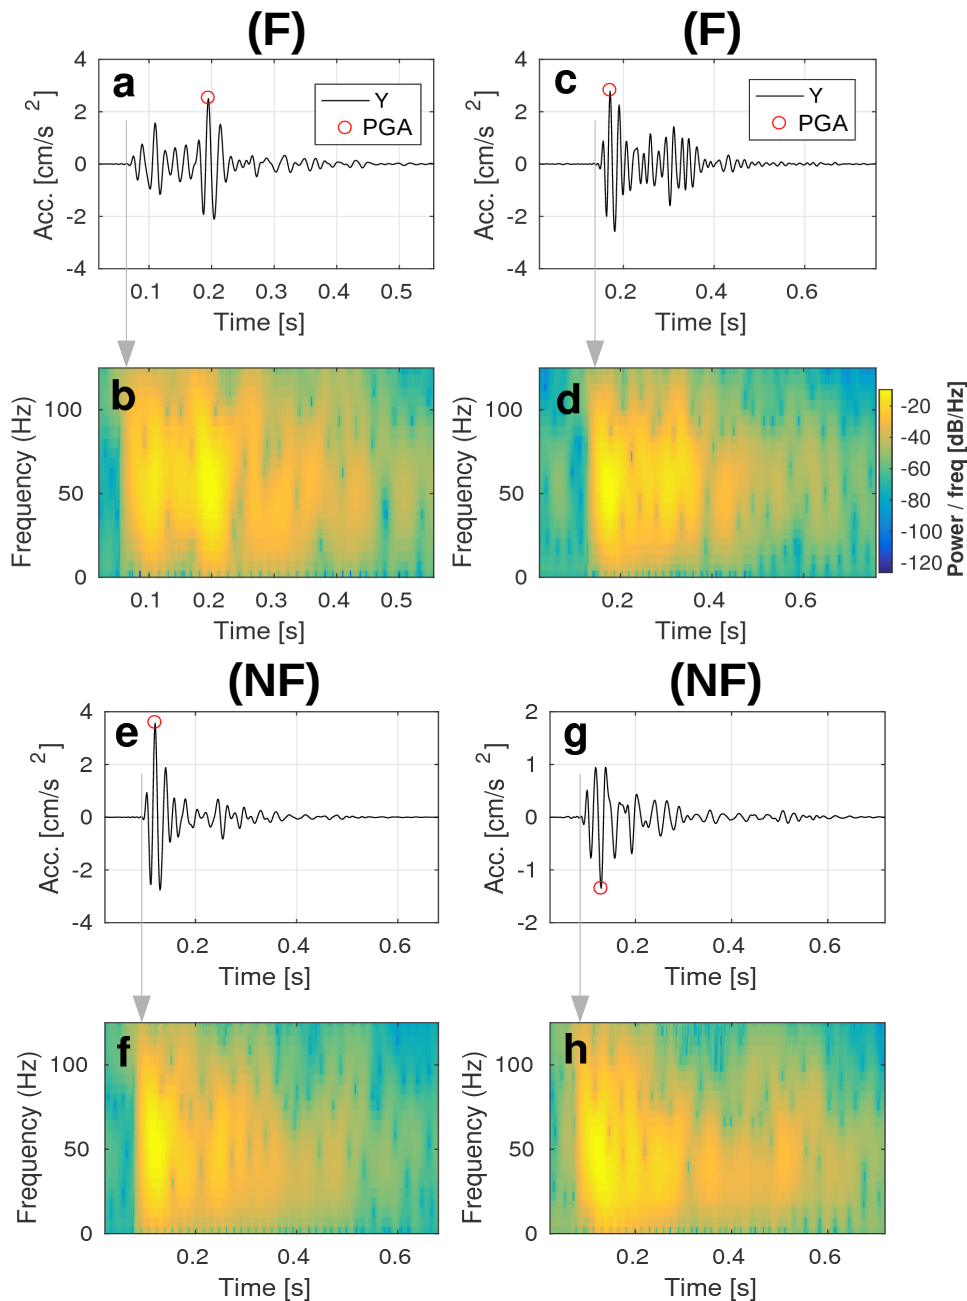 (F) (F)
a
4
2
0
-2
-4
Acc. [cm/s 2]
Y
PGA
0.1 0.2 0.3 0.4 0.5
Time [s]
c
4
2
0
-2
-4
Acc. [cm/s 2]
Y
PGA
0.2 0.4 0.6
Time [s]
b
100
50
0
Frequency (Hz)
0.1 0.2 0.3 0.4 0.5
Time [s]
d
100
50
0
Frequency (Hz)
0.2 0.4 0.6
Time [s]
-20
-40
-60
-80
-100
-120
Power / freq [dB/Hz]
(NF) (NF)
e
4
2
0
-2
-4
Acc. [cm/s 2]
0.2 0.4 0.6
Time [s]
g
2
1
0
-1
-2
Acc. [cm/s 2]
0.2 0.4 0.6
Time [s]
f
100
50
0
Frequency (Hz)
0.2 0.4 0.6
Time [s]
h
100
50
0
Frequency (Hz)
0.2 0.4 0.6
Time [s]